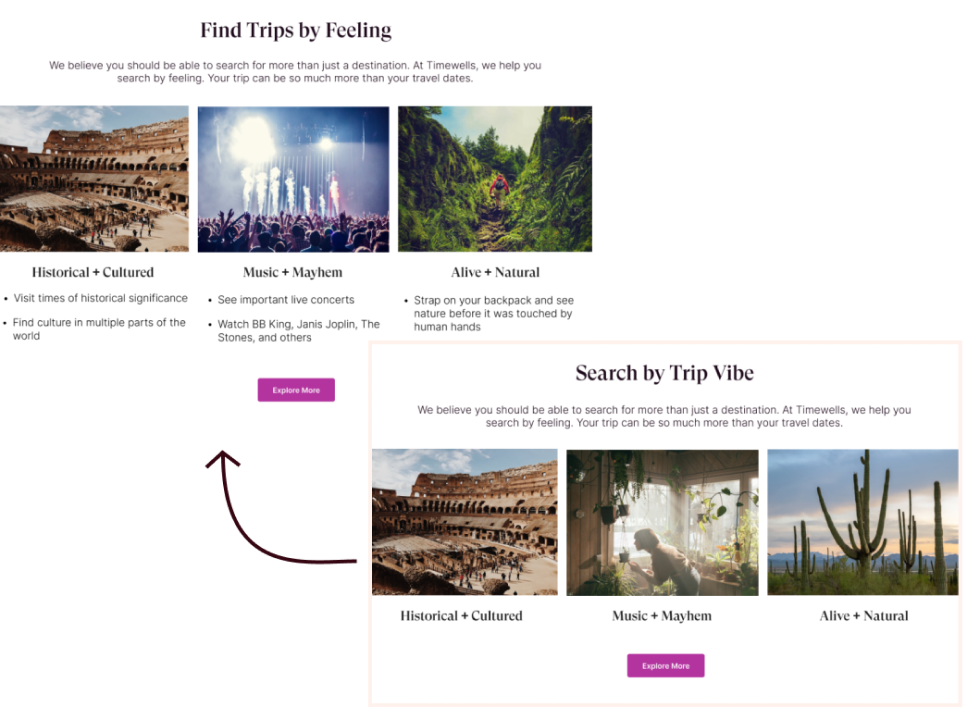 Find Trips by Feeling
We believe you should be able to search for more than just a destination. At Timewells, we help you
search by feeling. Your trip can be so much more than your travel dates.
Historical + Cultured
• Visit times of historical significance
• Find culture in multiple parts of the
world
Music + Mayhem
• See important live concerts
• Watch BB King, Janis Joplin, The
Stones, and others
Alive + Natural
• Strap on your backpack and see
nature before it was touched by
human hands
Explore More
Search by Trip Vibe
We believe you should be able to search for more than just a destination. At Timewells, we help you
search by feeling. Your trip can be so much more than your travel dates.
Historical + Cultured
Music + Mayhem
Alive + Natural
Explore More